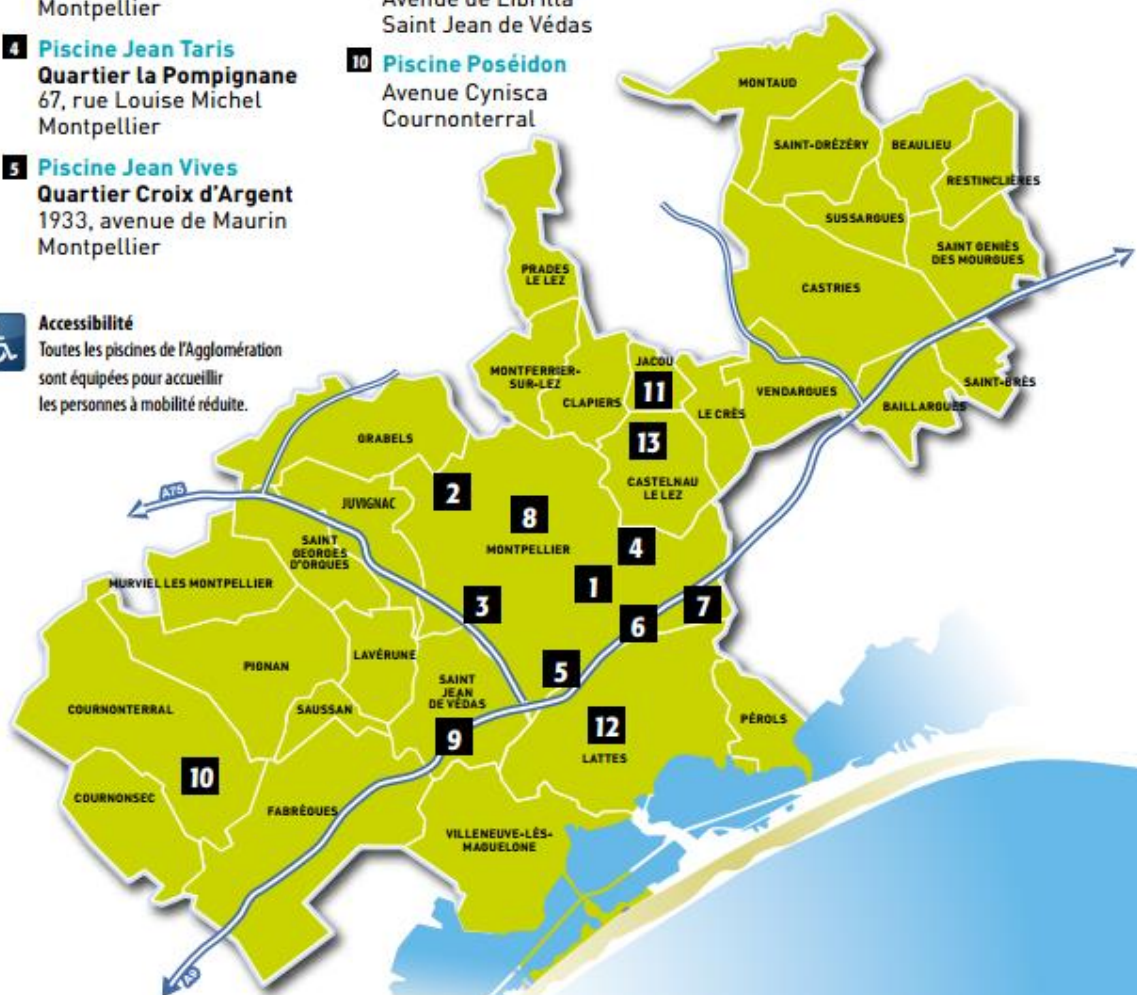 Montpellier
4 Piscine Jean Taris
Quartier la Pompignane
67, rue Louise Michel
Montpellier
5 Piscine Jean Vives
Quartier Croix d'Argent
1933, avenue de Maurin
Montpellier
Avenue de Librilla
Saint Jean de Védas
10 Piscine Poséidon
Avenue Cynisca
Cournonterral
Accessibilité
Toutes les piscines de l'Agglomération
sont équipées pour accueillir
les personnes à mobilité réduite.
MONTAUD
SAINT-DRÉZÉRY
BEAULIEU
RESTINCLIÈRES
SUSSARGUES
SAINT GENIÈS
DES MOURGUES
CASTRIES
PRADES
LE LEZ
MONTFERRIER-
SUR-LEZ
CLAPIERS
JACOU
11
LE CRÈS
VENDARGUES
BAILLARGUES
SAINT-BRÈS
GRABELS
13
CASTELNAU
LE LEZ
A75
JUVIGNAC
2
8
MONTPELLIER
4
SAINT
GEORGES
D'ORQUES
MURVIEL LES MONTPELLIER
3
1
6
7
PIGNAN
LAVÉRUNE
5
SAINT
JEAN
DE VÉDAS
COURNONTERRAL
SAUSSAN
9
12
LATTES
PÉROLS
10
COURNONSEC
FABRÈGUES
VILLENEUVE-LÈS-
MAGUELONE
A9